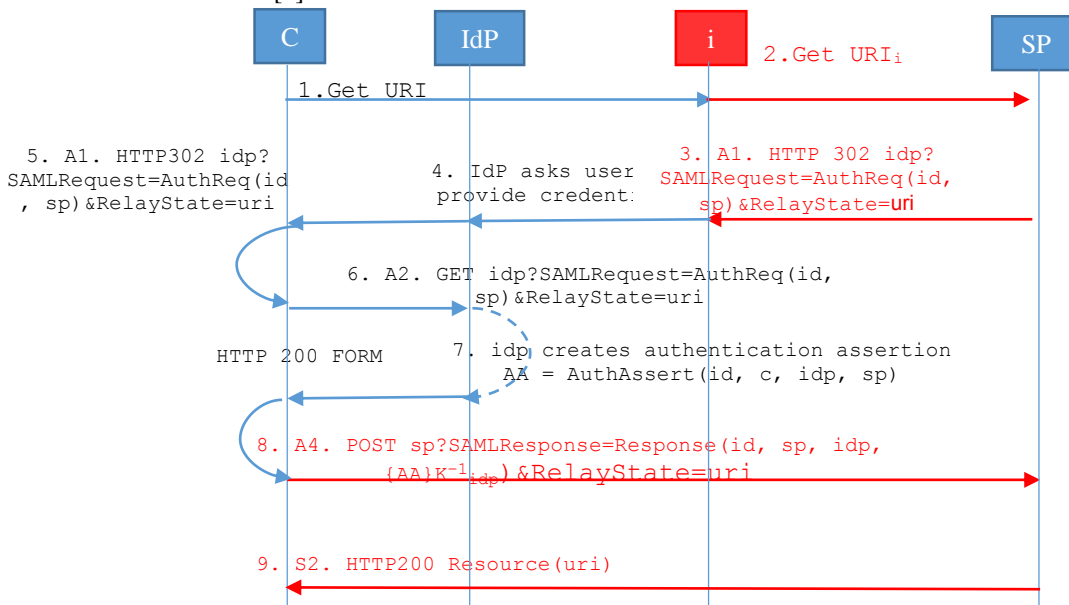 C
IdP
i
SP
2.Get URIi
1.Get URI
5. A1. HTTP302 idp?
SAMLRequest=AuthReq(id
, sp)&RelayState=uri
4. IdP asks user
provide credent
3. A1. HTTP 302 idp?
SAMLRequest=AuthReq(id,
sp)&RelayState=uri
6. A2. GET idp?SAMLRequest=AuthReq(id,
sp)&RelayState=uri
HTTP 200 FORM
7. idp creates authentication assertion
AA = AuthAssert(id, c, idp, sp)
8. A4. POST sp?SAMLResponse=Response(id, sp, idp,
{AA}K⁻¹idp)&RelayState=uri
9. S2. HTTP200 Resource(uri)